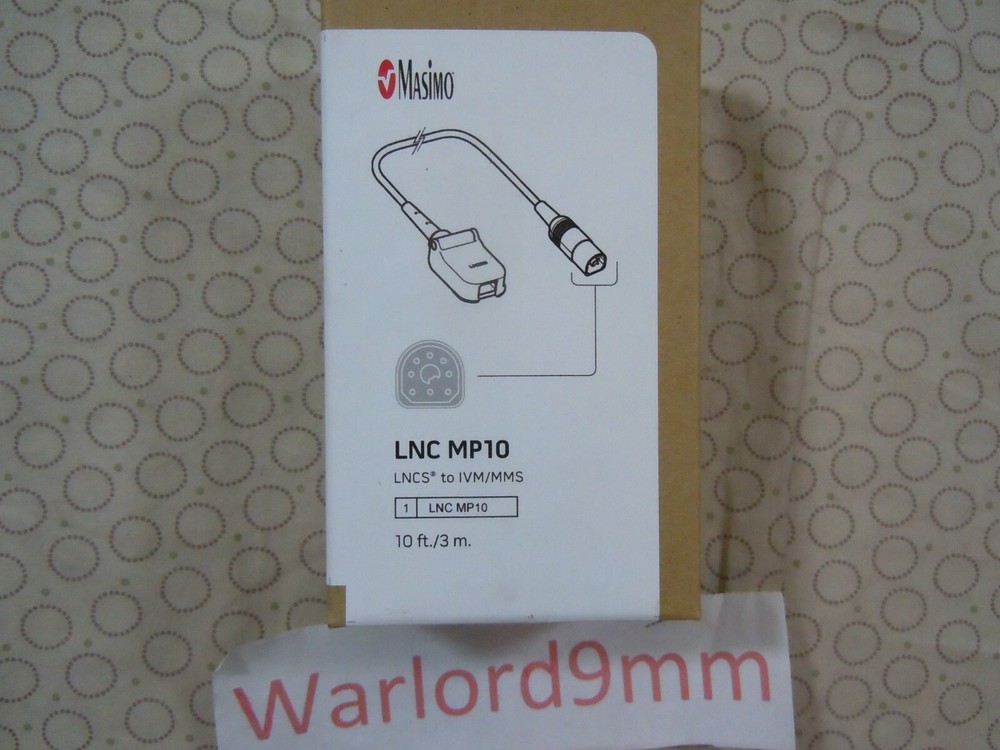 MASIMO
LNC MP10
LNCS® to IVM/MMS
1 LNC MP10
10 ft./3 m.
Warlord9mm